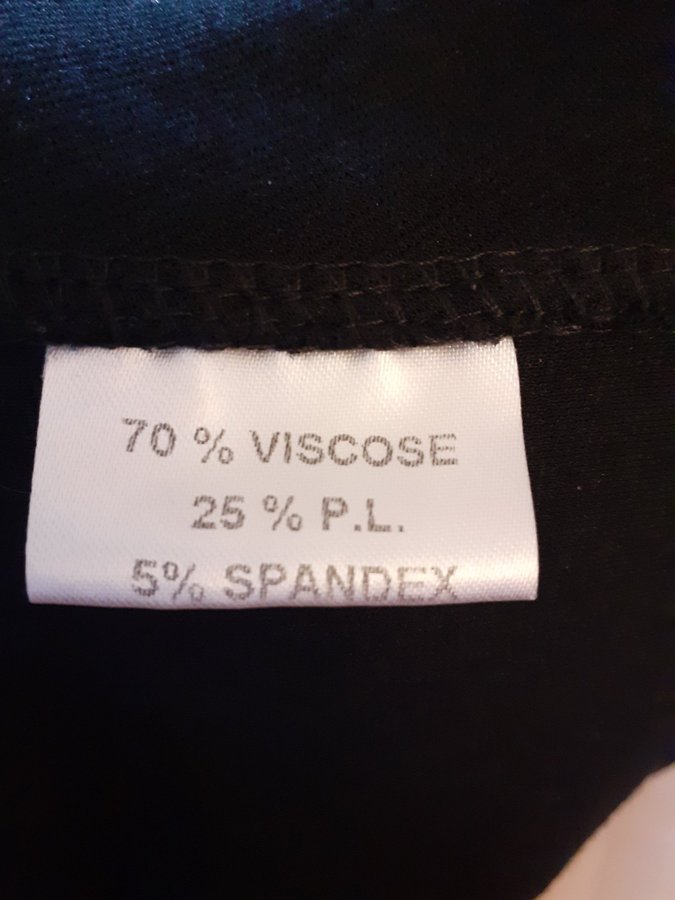 70 % VISCOSE
25 % P.L.
5% SPANDEX